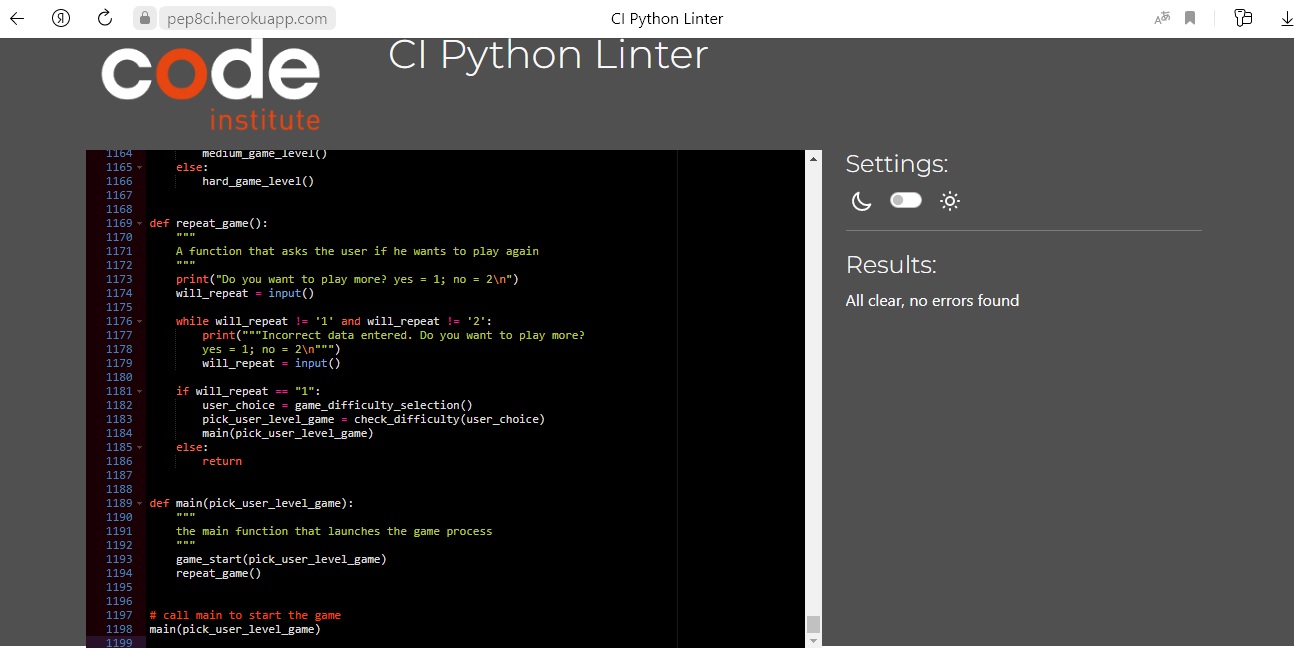 pep8ci.herokuapp.com
CI Python Linter
code
institute
CI Python Linter
1164 medium_game_level()
1165 else:
1166 hard_game_level()
1167
1168
1169 def repeat_game():
1170 """
1171 A function that asks the user if he wants to play again
1172 """
1173 print("Do you want to play more? yes = 1; no = 2\n")
1174 will_repeat = input()
1175
1176 while will_repeat != '1' and will_repeat != '2':
1177 print("""Incorrect data entered. Do you want to play more?
1178 yes = 1; no = 2\n""")
1179 will_repeat = input()
1180
1181 if will_repeat == "1":
1182 user_choice = game_difficulty_selection()
1183 pick_user_level_game = check_difficulty(user_choice)
1184 main(pick_user_level_game)
1185 else:
1186 return
1187
1188
1189 def main(pick_user_level_game):
1190 """
1191 the main function that launches the game process
1192 """
1193 game_start(pick_user_level_game)
1194 repeat_game()
1195
1196
1197 # call main to start the game
1198 main(pick_user_level_game)
1199
Settings:
Results:
All clear, no errors found